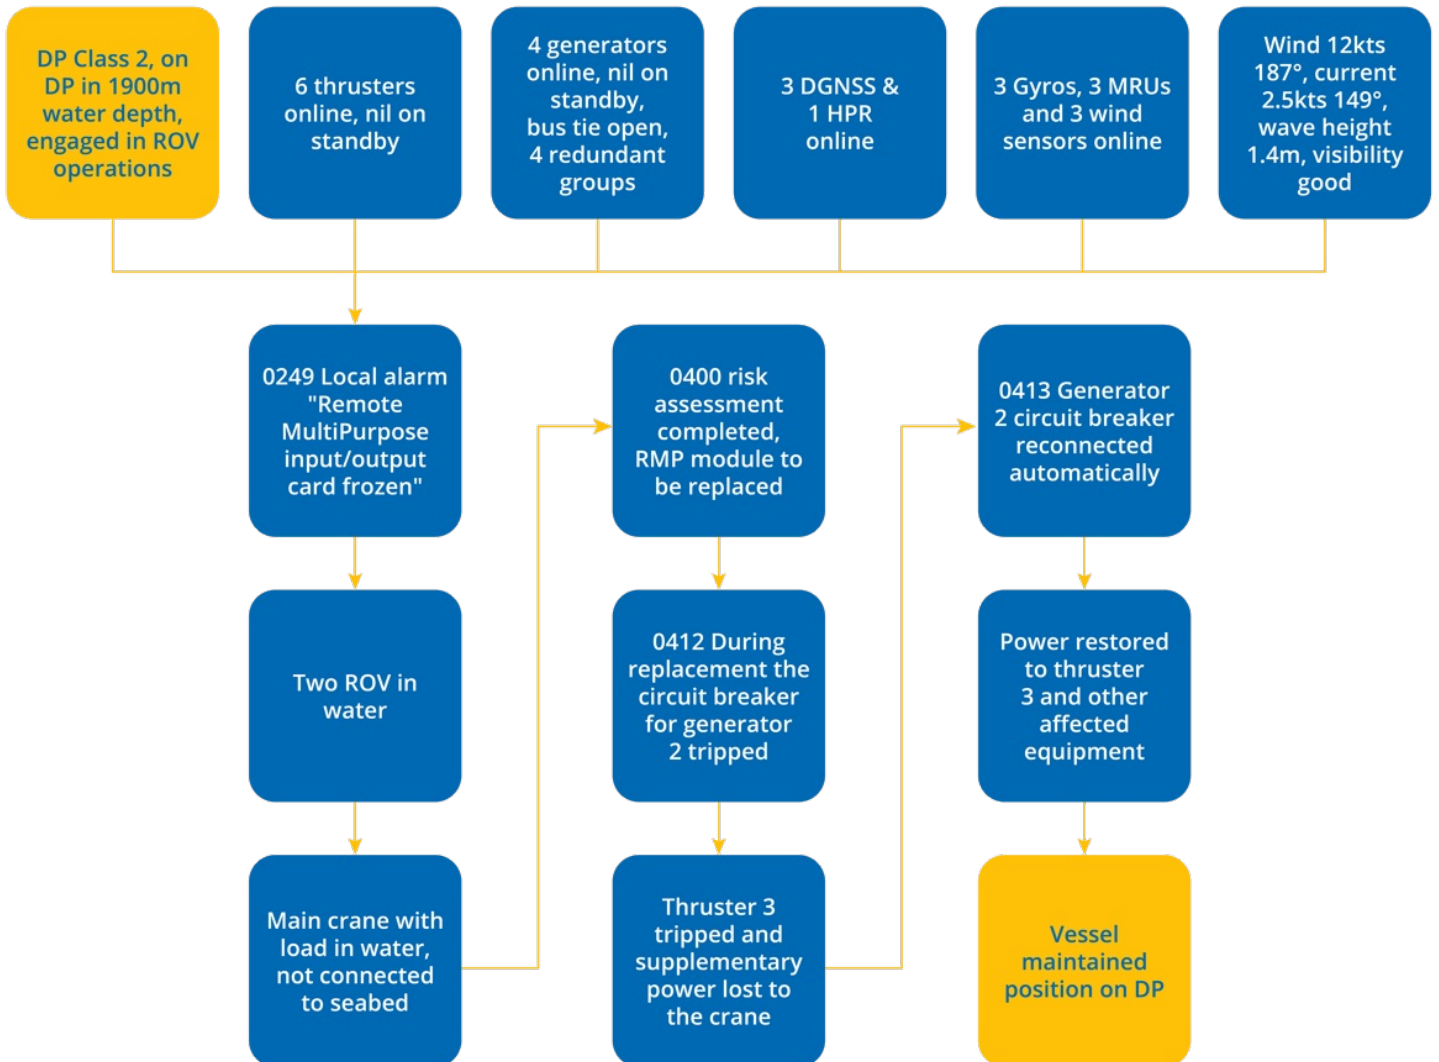 DP Class 2, on
DP in 1900m
water depth,
engaged in ROV
operations
6 thrusters
online, nil on
standby
4 generators
online, nil on
standby,
bus tie open,
4 redundant
groups
3 DGNSS &
1 HPR
online
3 Gyros, 3 MRUs
and 3 wind
sensors online
Wind 12kts
187°, current
2.5kts 149°,
wave height
1.4m, visibility
good
0249 Local alarm
"Remote
MultiPurpose
input/output
card frozen"
Two ROV in
water
Main crane with
load in water,
not connected
to seabed
0400 risk
assessment
completed,
RMP module to
be replaced
0412 During
replacement the
circuit breaker
for generator
2 tripped
Thruster 3
tripped and
supplementary
power lost to
the crane
0413 Generator
2 circuit breaker
reconnected
automatically
Power restored
to thruster
3 and other
affected
equipment
Vessel
maintained
position on DP